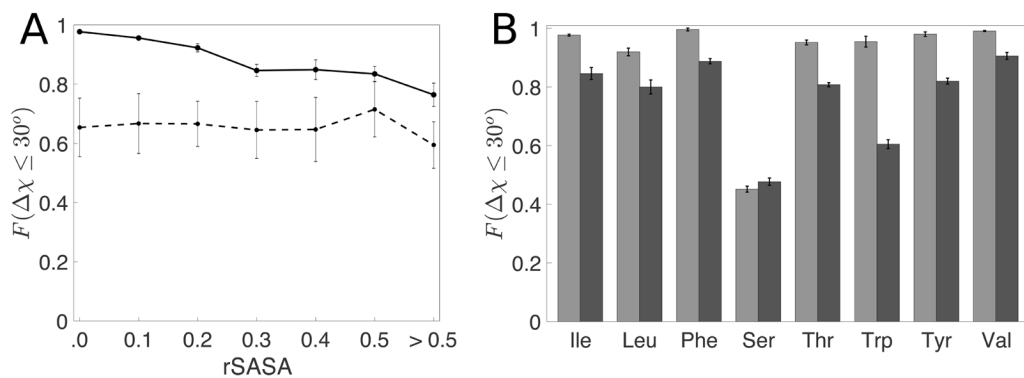 A
1
0.8
0.6
0.4
0.2
0
F(Δχ ≤ 30°)
.0 0.1 0.2 0.3 0.4 0.5 > 0.5
rSASA
B
1
0.8
0.6
0.4
0.2
0
F(Δχ ≤ 30°)
Ile Leu Phe Ser Thr Trp Tyr Val